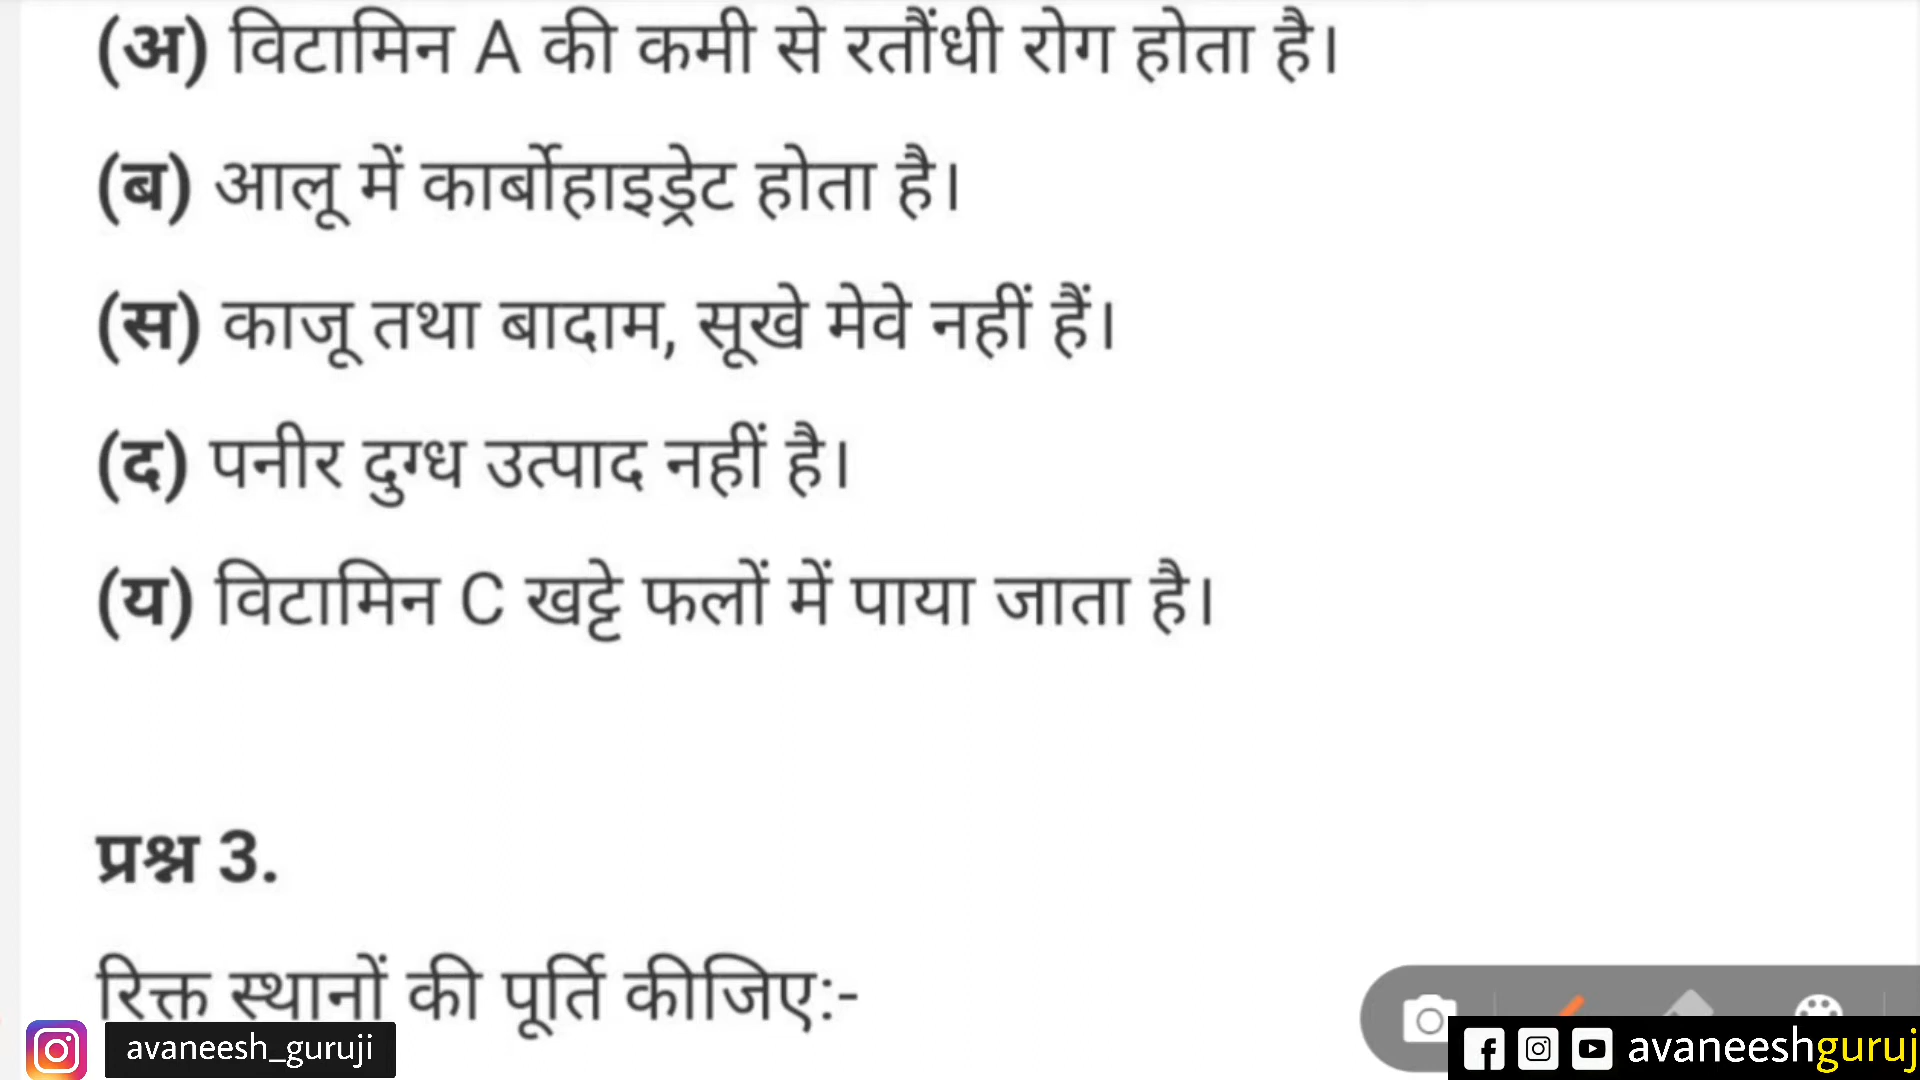 (अ) विटामिन A की कमी से रतौंधी रोग होता है।
(ब) आलू में कार्बोहाइड्रेट होता है।
(स) काजू तथा बादाम, सूखे मेवे नहीं हैं।
(द) पनीर दुग्ध उत्पाद नहीं है।
(य) विटामिन C खट्टे फलों में पाया जाता है।
प्रश्न 3.
रिक्त स्थानों की पूर्ति कीजिए:-
avaneesh_guruji
avaneeshguruj